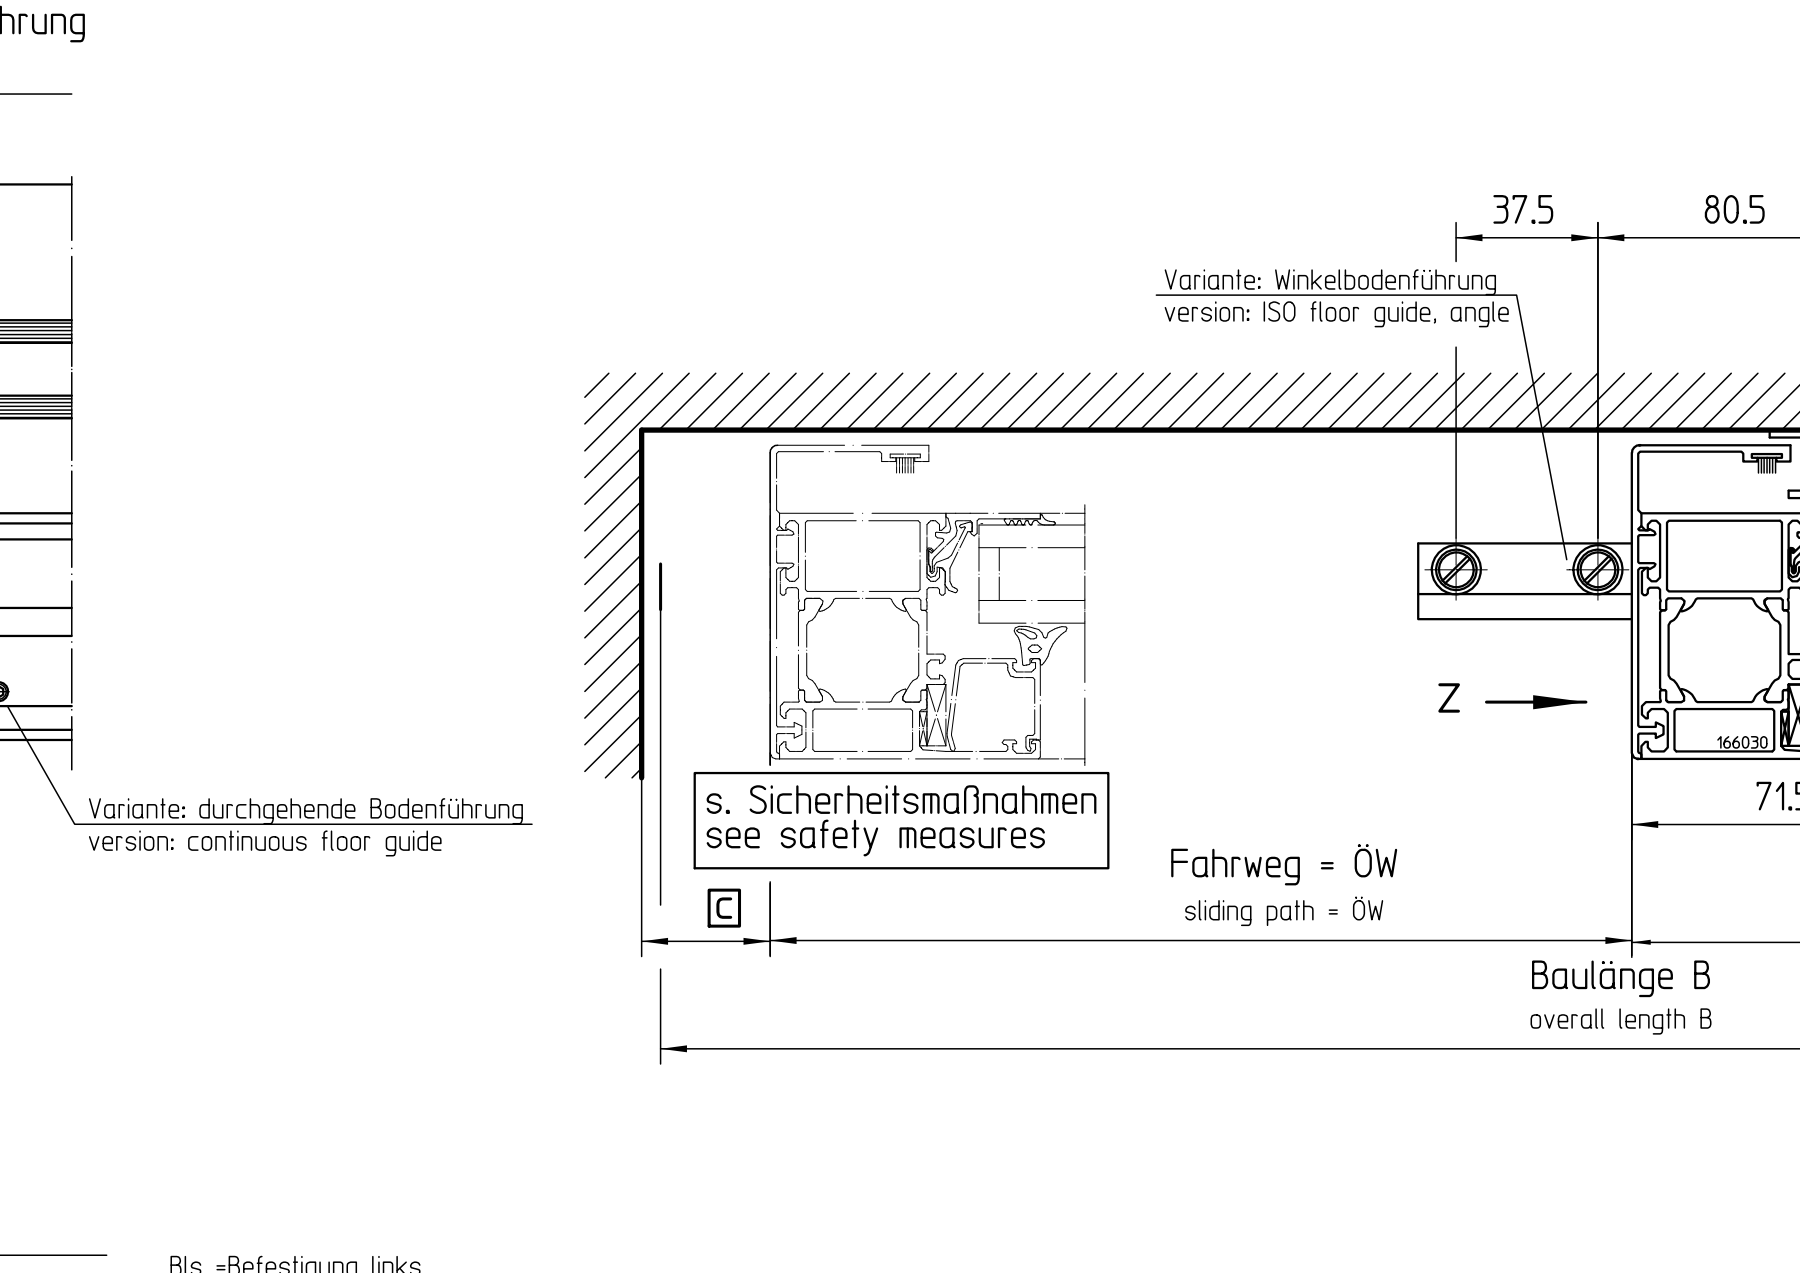 hrung
37.5
80.5
Variante: Winkelbodenführung
version: ISO floor guide, angle
Z
166030
71.5
Variante: durchgehende Bodenführung
version: continuous floor guide
s. Sicherheitsmaßnahmen
see safety measures
Fahrweg = ÖW
sliding path = ÖW
C
Baulänge B
overall length B
Bls =Befestigung links